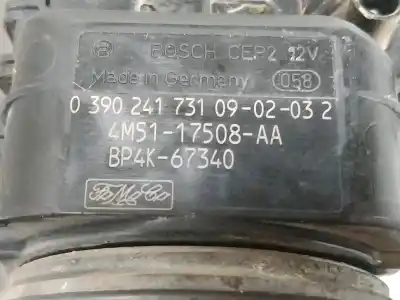 BOSCH CEP2 12V
Made in Germany 058
0 390 241 731 09-02-03 2
4M51-17508-AA
BP4K-67340
FoMoCo